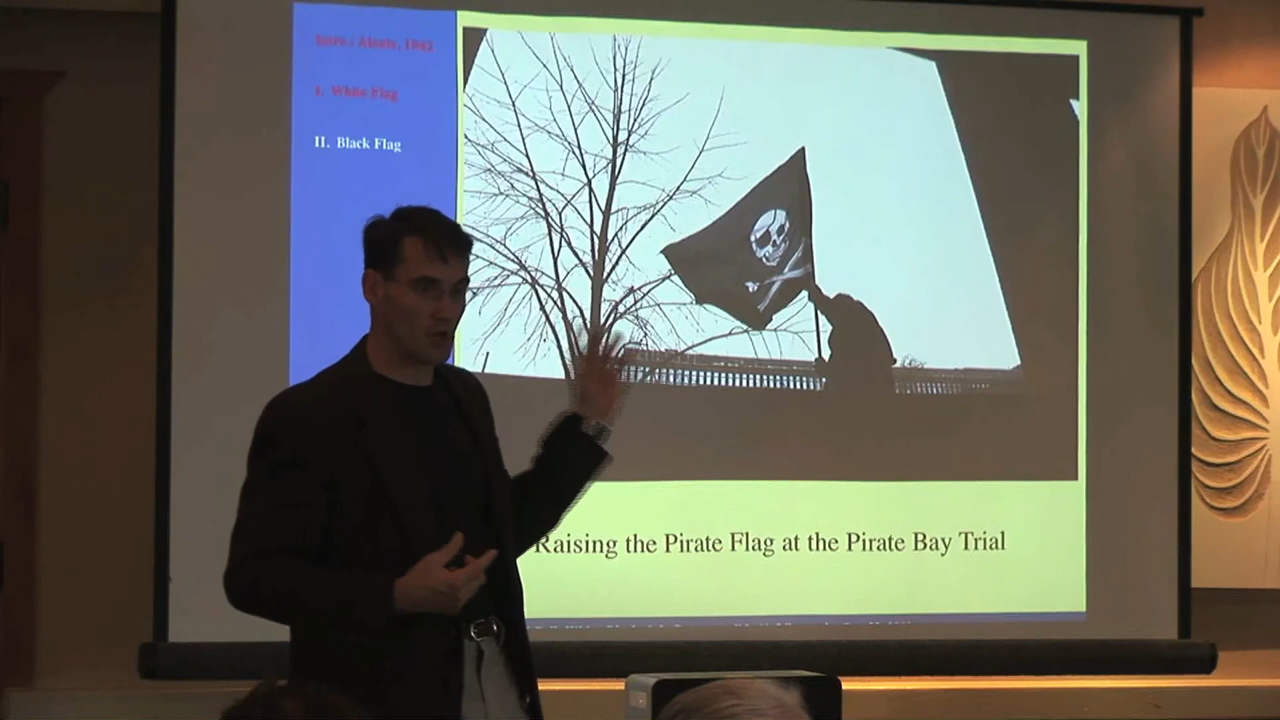 I. White Flag
II. Black Flag
Raising the Pirate Flag at the Pirate Bay Trial